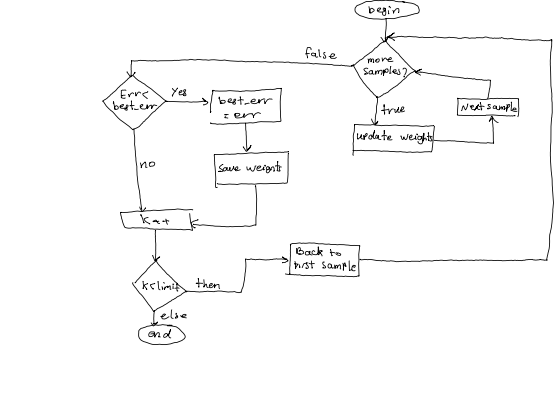 begin
false
more
samples?
Err<
best_err
yes
best_err
= err
true
Next sample
update weights
no
save weights
K++
Back to
first sample
K<limit
then
else
end